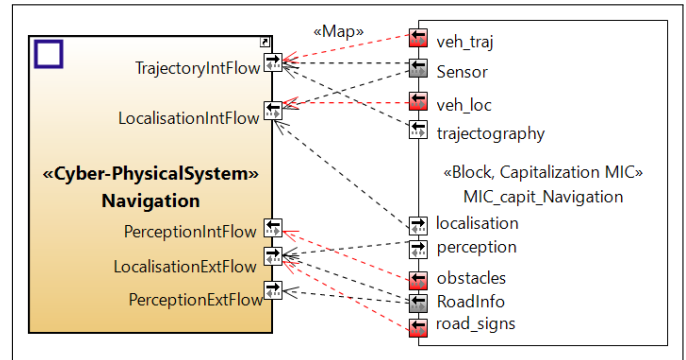 «Map»
TrajectoryIntFlow
LocalisationIntFlow
«Cyber-PhysicalSystem»
Navigation
PerceptionIntFlow
LocalisationExtFlow
PerceptionExtFlow
veh_traj
Sensor
veh_loc
trajectography
«Block, Capitalization MIC»
MIC_capit_Navigation
localisation
perception
obstacles
RoadInfo
road_signs